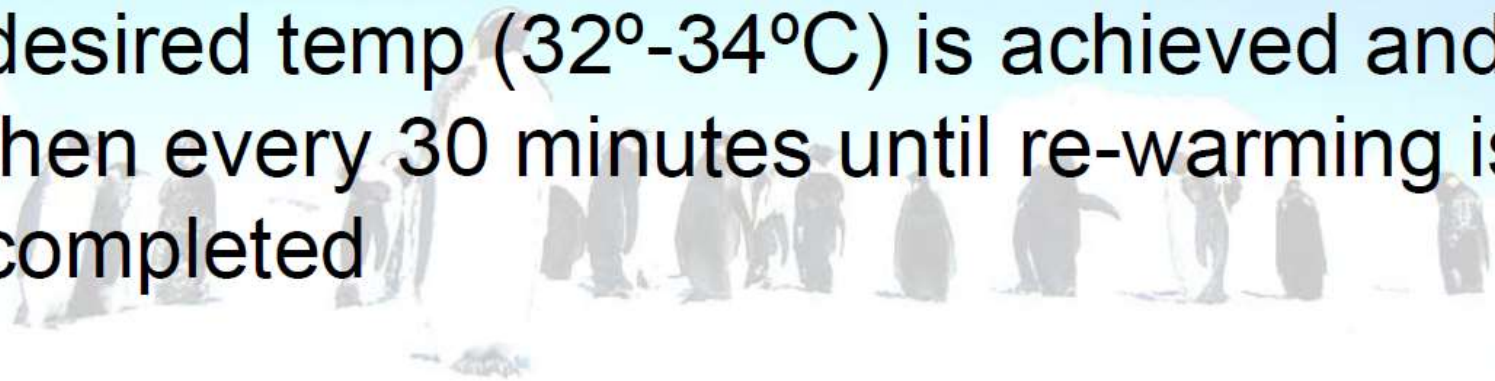 desired temp (32º-34ºC) is achieved and
hen every 30 minutes until re-warming is
completed